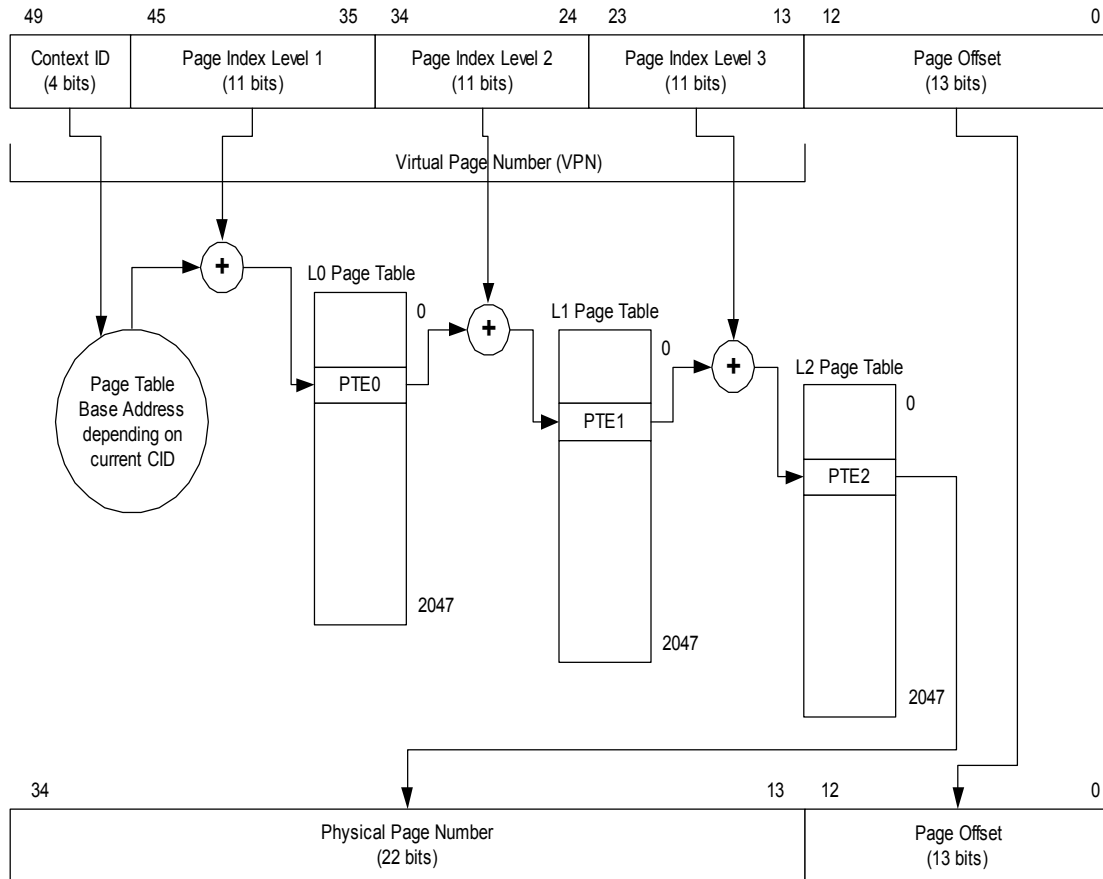 49 45 35 34 24 23 13 12 0
Context ID Page Index Level 1 Page Index Level 2 Page Index Level 3 Page Offset
(4 bits) (11 bits) (11 bits) (11 bits) (13 bits)
Virtual Page Number (VPN)
+
L0 Page Table
0
+
L1 Page Table
0
+
L2 Page Table
0
Page Table
Base Address
depending on
current CID
PTE0
PTE1
PTE2
2047
2047
2047
34 13 12 0
Physical Page Number Page Offset
(22 bits) (13 bits)